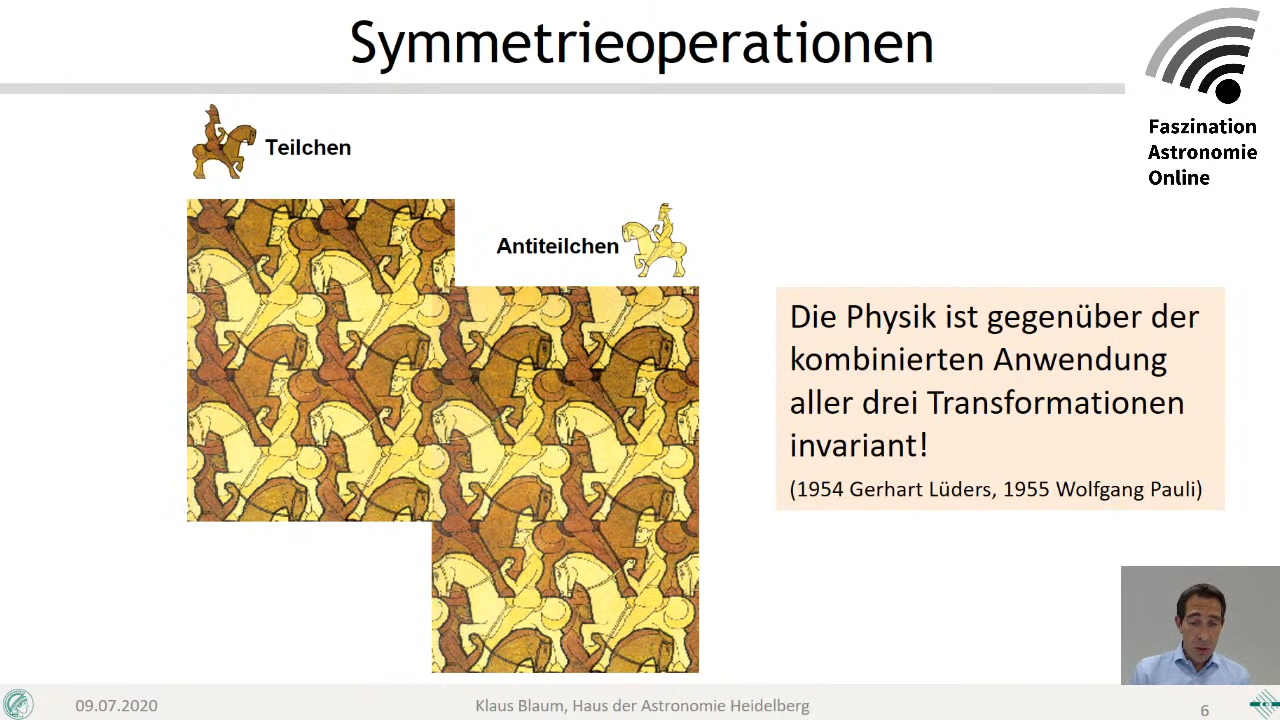 Symmetrieoperationen
Faszination
Astronomie
Online
Teilchen
Antiteilchen
Die Physik ist gegenüber der
kombinierten Anwendung
aller drei Transformationen
invariant!
(1954 Gerhart Lüders, 1955 Wolfgang Pauli)
09.07.2020
Klaus Blaum, Haus der Astronomie Heidelberg
6